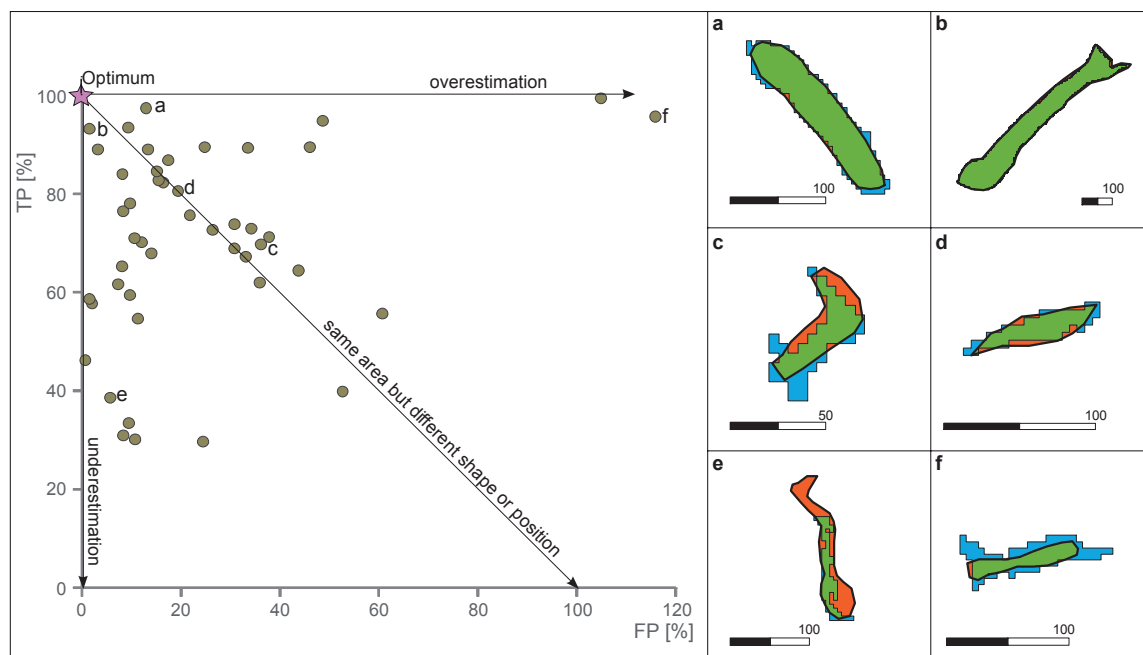 Optimum
overestimation
100
a
f
b
80
d
TP [%]
c
60
same area but different shape or position
40
e
underestimation
20
0
0 20 40 60 80 100 120
FP [%]
a
100
b
100
c
50
d
100
e
100
f
100